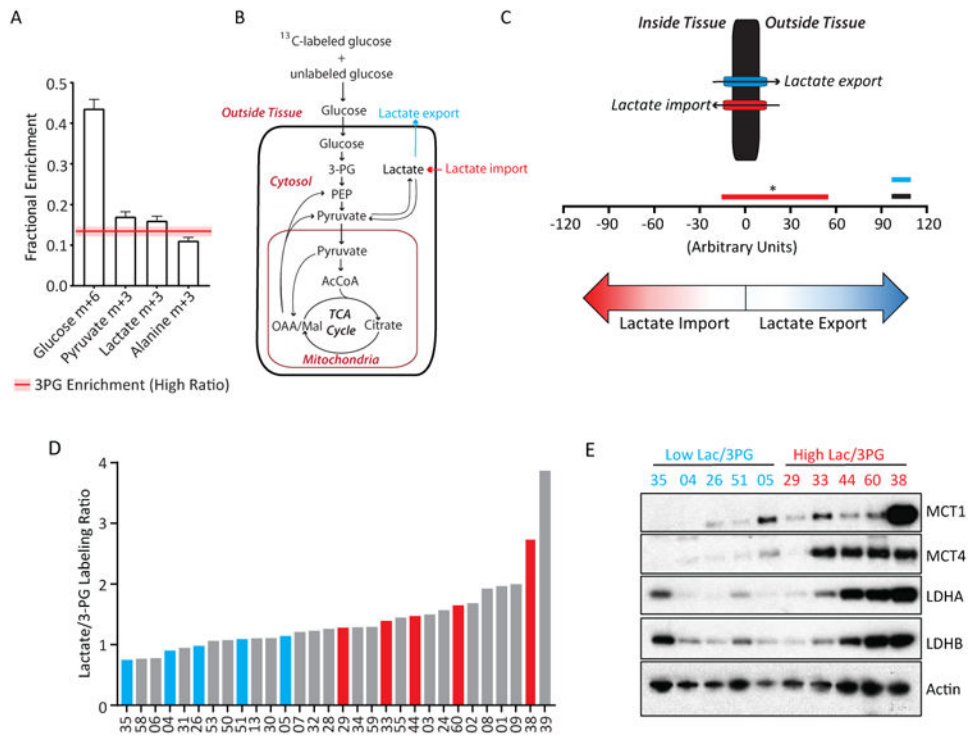 A
Fractional Enrichment
0.5
0.4
0.3
0.2
0.1
0.0
Glucose m+6
Pyruvate m+3
Lactate m+3
Alanine m+3
3PG Enrichment (High Ratio)
B
13C-labeled glucose
+
unlabeled glucose
Outside Tissue
Glucose
Lactate export
Glucose
3-PG
Lactate
Lactate import
Cytosol
PEP
Pyruvate
Pyruvate
AcCoA
OAA/Mal
TCA
Cycle
Citrate
Mitochondria
C
Inside Tissue
Outside Tissue
Lactate export
Lactate import
*
-120 -90 -60 -30 0 30 60 90 120
(Arbitrary Units)
Lactate Import
Lactate Export
D
Lactate/3-PG Labeling Ratio
4
3
2
1
0
35 58 06 04 31 26 53 50 51 13 30 05 07 32 28 29 34 59 33 55 44 03 24 60 02 08 01 09 38 39
E
Low Lac/3PG
High Lac/3PG
35 04 26 51 05 29 33 44 60 38
MCT1
MCT4
LDHA
LDHB
Actin